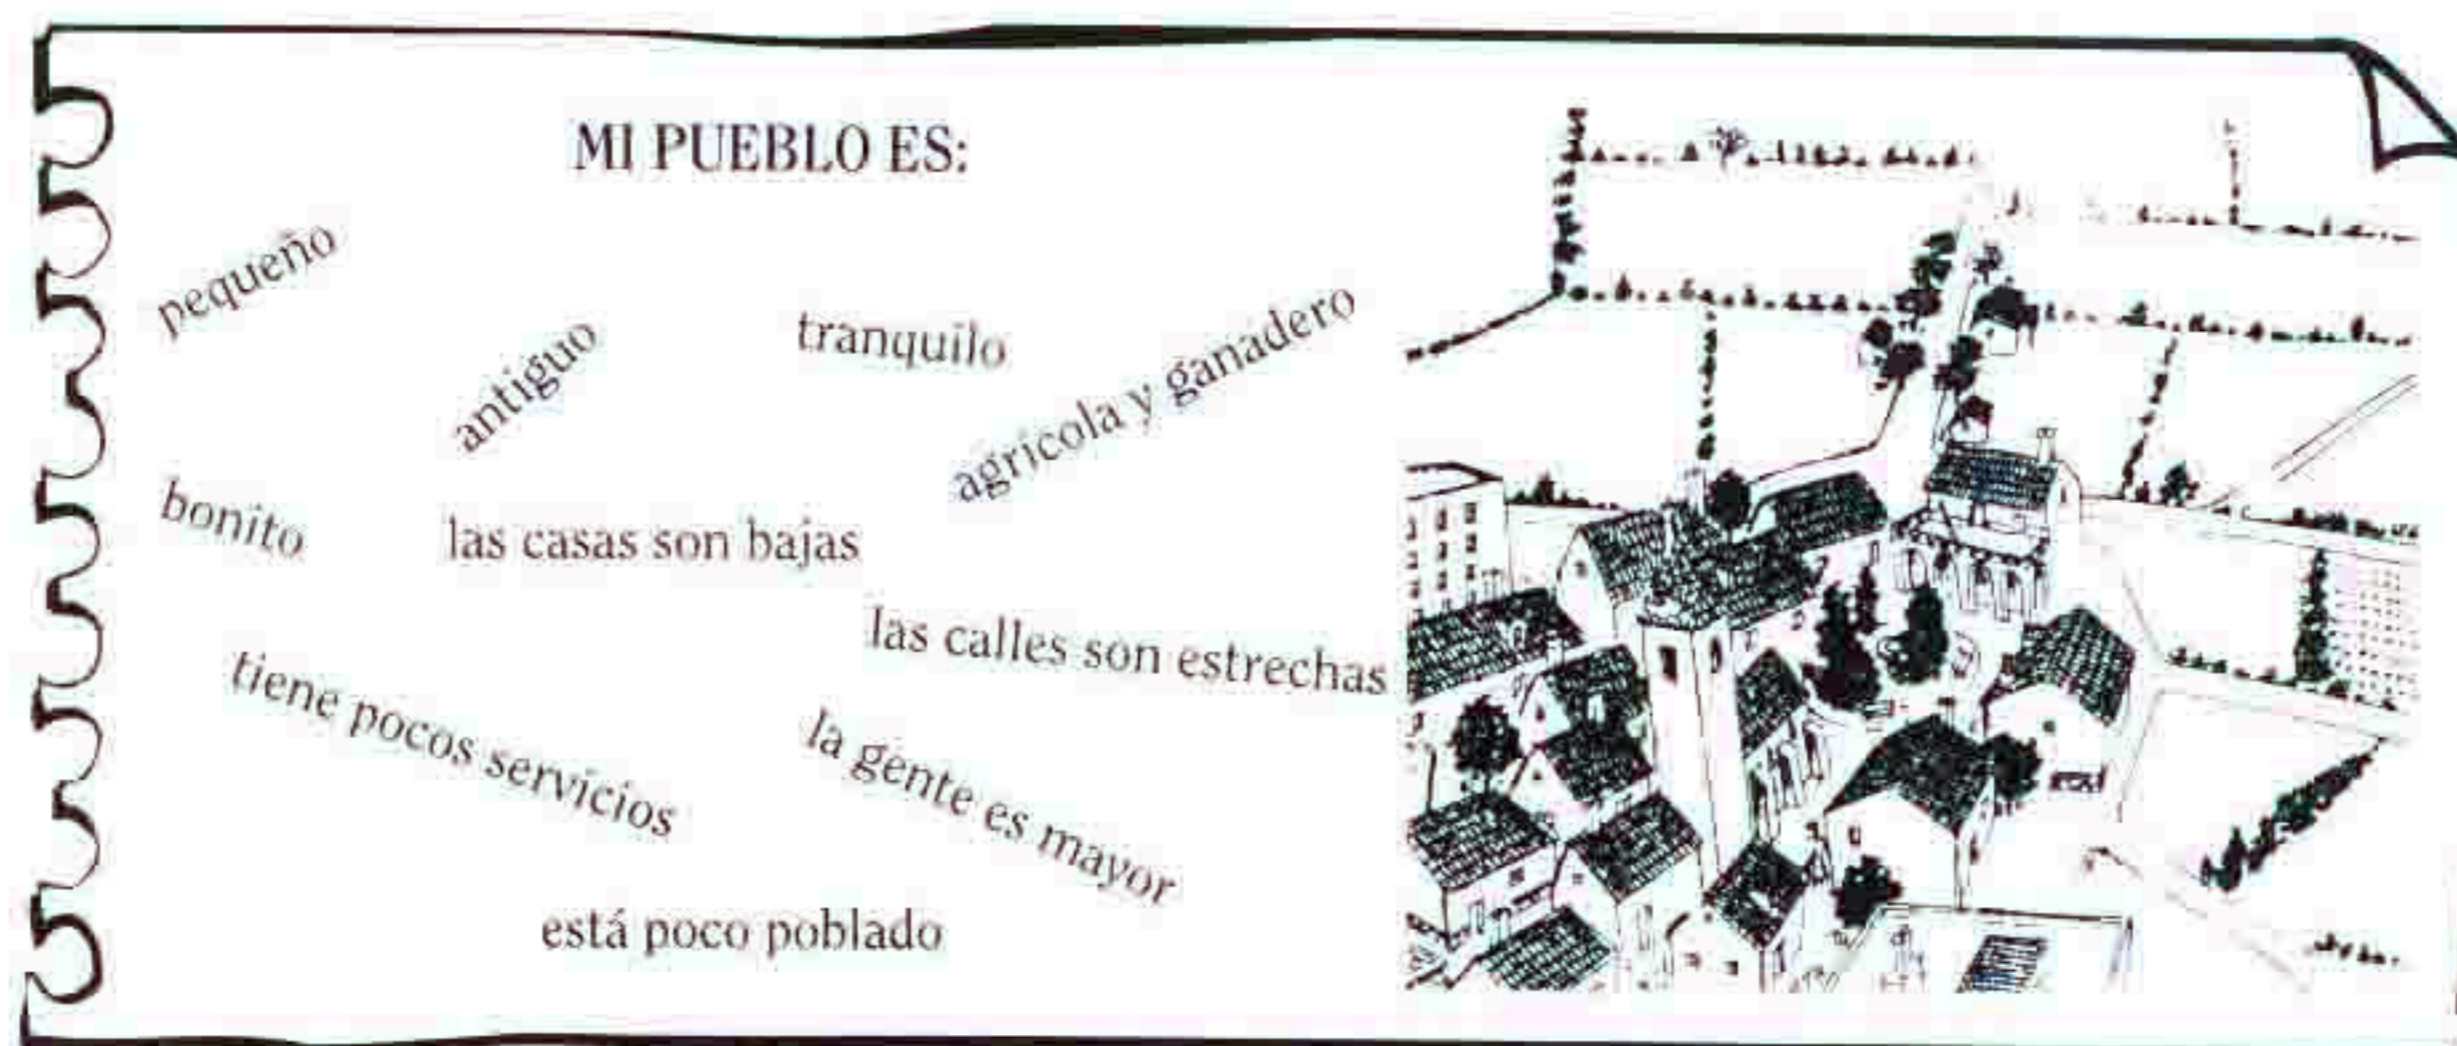 MI PUEBLO ES:
pequeño
antiguo
tranquilo
agrícola y ganadero
bonito
las casas son bajas
las calles son estrechas
tiene pocos servicios
la gente es mayor
está poco poblado